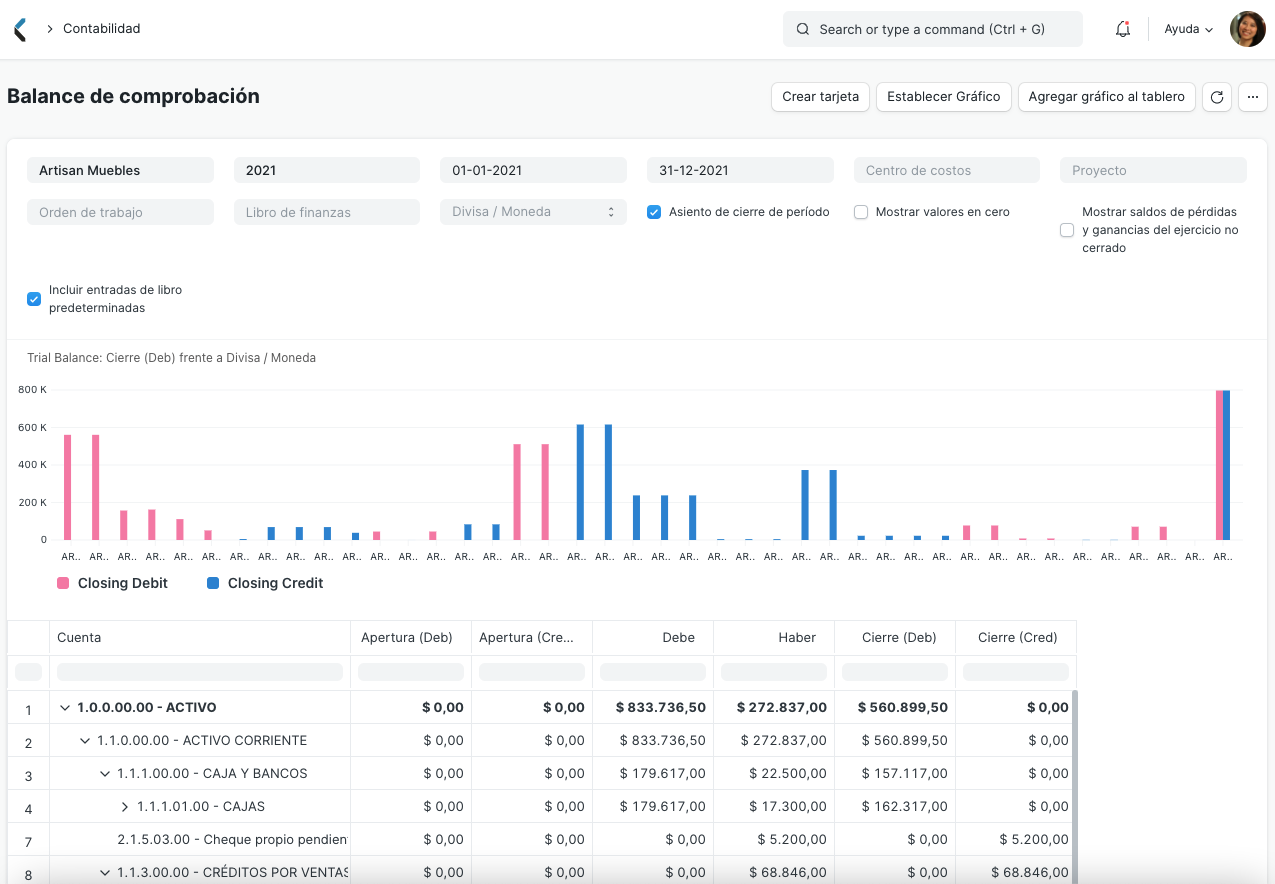 Contabilidad
Search or type a command (Ctrl + G)
Ayuda
Balance de comprobación
Crear tarjeta
Establecer Gráfico
Agregar gráfico al tablero
Artisan Muebles
2021
01-01-2021
31-12-2021
Centro de costos
Proyecto
Orden de trabajo
Libro de finanzas
Divisa / Moneda
Asiento de cierre de período
Mostrar valores en cero
Mostrar saldos de pérdidas
y ganancias del ejercicio no
cerrado
Incluir entradas de libro
predeterminadas
Trial Balance: Cierre (Deb) frente a Divisa / Moneda
800 K
600 K
400 K
200 K
0
AR.. AR.. AR.. AR.. AR.. AR.. AR.. AR.. AR.. AR.. AR.. AR.. AR.. AR.. AR.. AR.. AR.. AR.. AR.. AR.. AR.. AR.. AR.. AR.. AR.. AR.. AR.. AR.. AR.. AR.. AR.. AR.. AR.. AR.. AR.. AR.. AR.. AR.. AR.. AR.. AR.. AR..
Closing Debit Closing Credit
Cuenta Apertura (Deb) Apertura (Cre... Debe Haber Cierre (Deb) Cierre (Cred)
1 1.0.0.00.00 - ACTIVO $ 0,00 $ 0,00 $ 833.736,50 $ 272.837,00 $ 560.899,50 $ 0,00
2 1.1.0.00.00 - ACTIVO CORRIENTE $ 0,00 $ 0,00 $ 833.736,50 $ 272.837,00 $ 560.899,50 $ 0,00
3 1.1.1.00.00 - CAJA Y BANCOS $ 0,00 $ 0,00 $ 179.617,00 $ 22.500,00 $ 157.117,00 $ 0,00
4 1.1.1.01.00 - CAJAS $ 0,00 $ 0,00 $ 179.617,00 $ 17.300,00 $ 162.317,00 $ 0,00
7 2.1.5.03.00 - Cheque propio pendien $ 0,00 $ 0,00 $ 0,00 $ 5.200,00 $ 0,00 $ 5.200,00
8 1.1.3.00.00 - CRÉDITOS POR VENTAS $ 0,00 $ 0,00 $ 0,00 $ 68.846,00 $ 0,00 $ 68.846,00